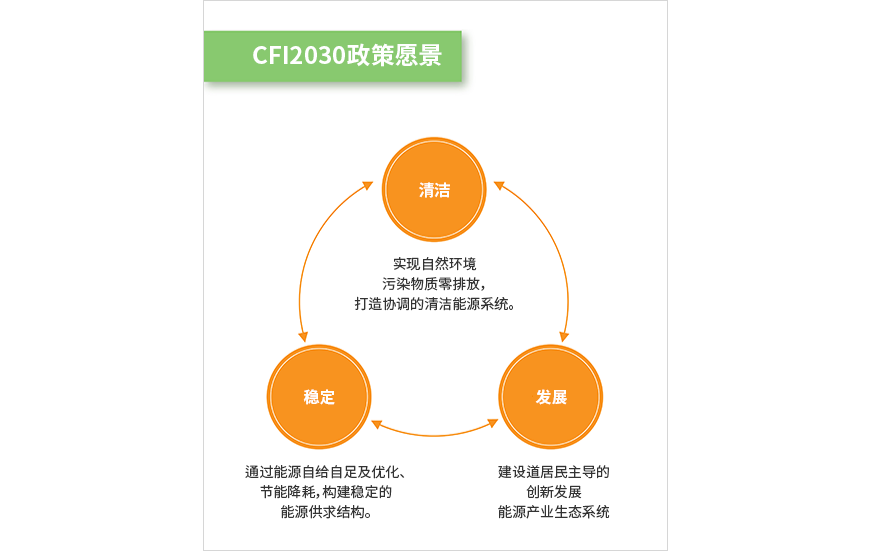 CFI2030政策愿景
清洁
实现自然环境
污染物质零排放，
打造协调的清洁能源系统。
稳定
发展
通过能源自给自足及优化、
节能降耗，构建稳定的
能源供求结构。
建设道居民主导的
创新发展
能源产业生态系统